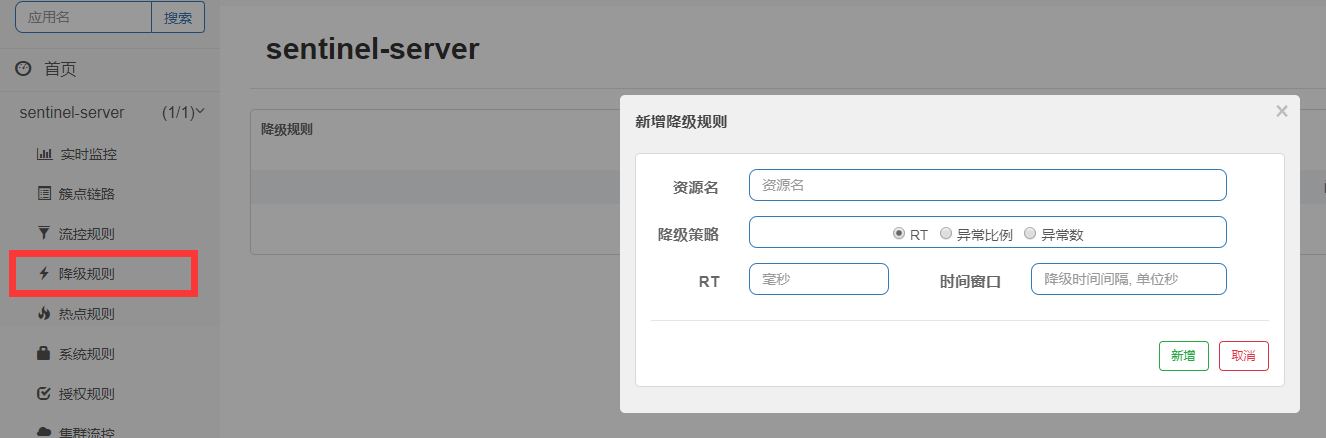 应用名 搜索
首页
sentinel-server (1/1)
实时监控
簇点链路
流控规则
降级规则
热点规则
系统规则
授权规则
集群流控
sentinel-server
降级规则
新增降级规则 ×
资源名 资源名
降级策略 RT 异常比例 异常数
RT 毫秒 时间窗口 降级时间间隔, 单位秒
新增 取消